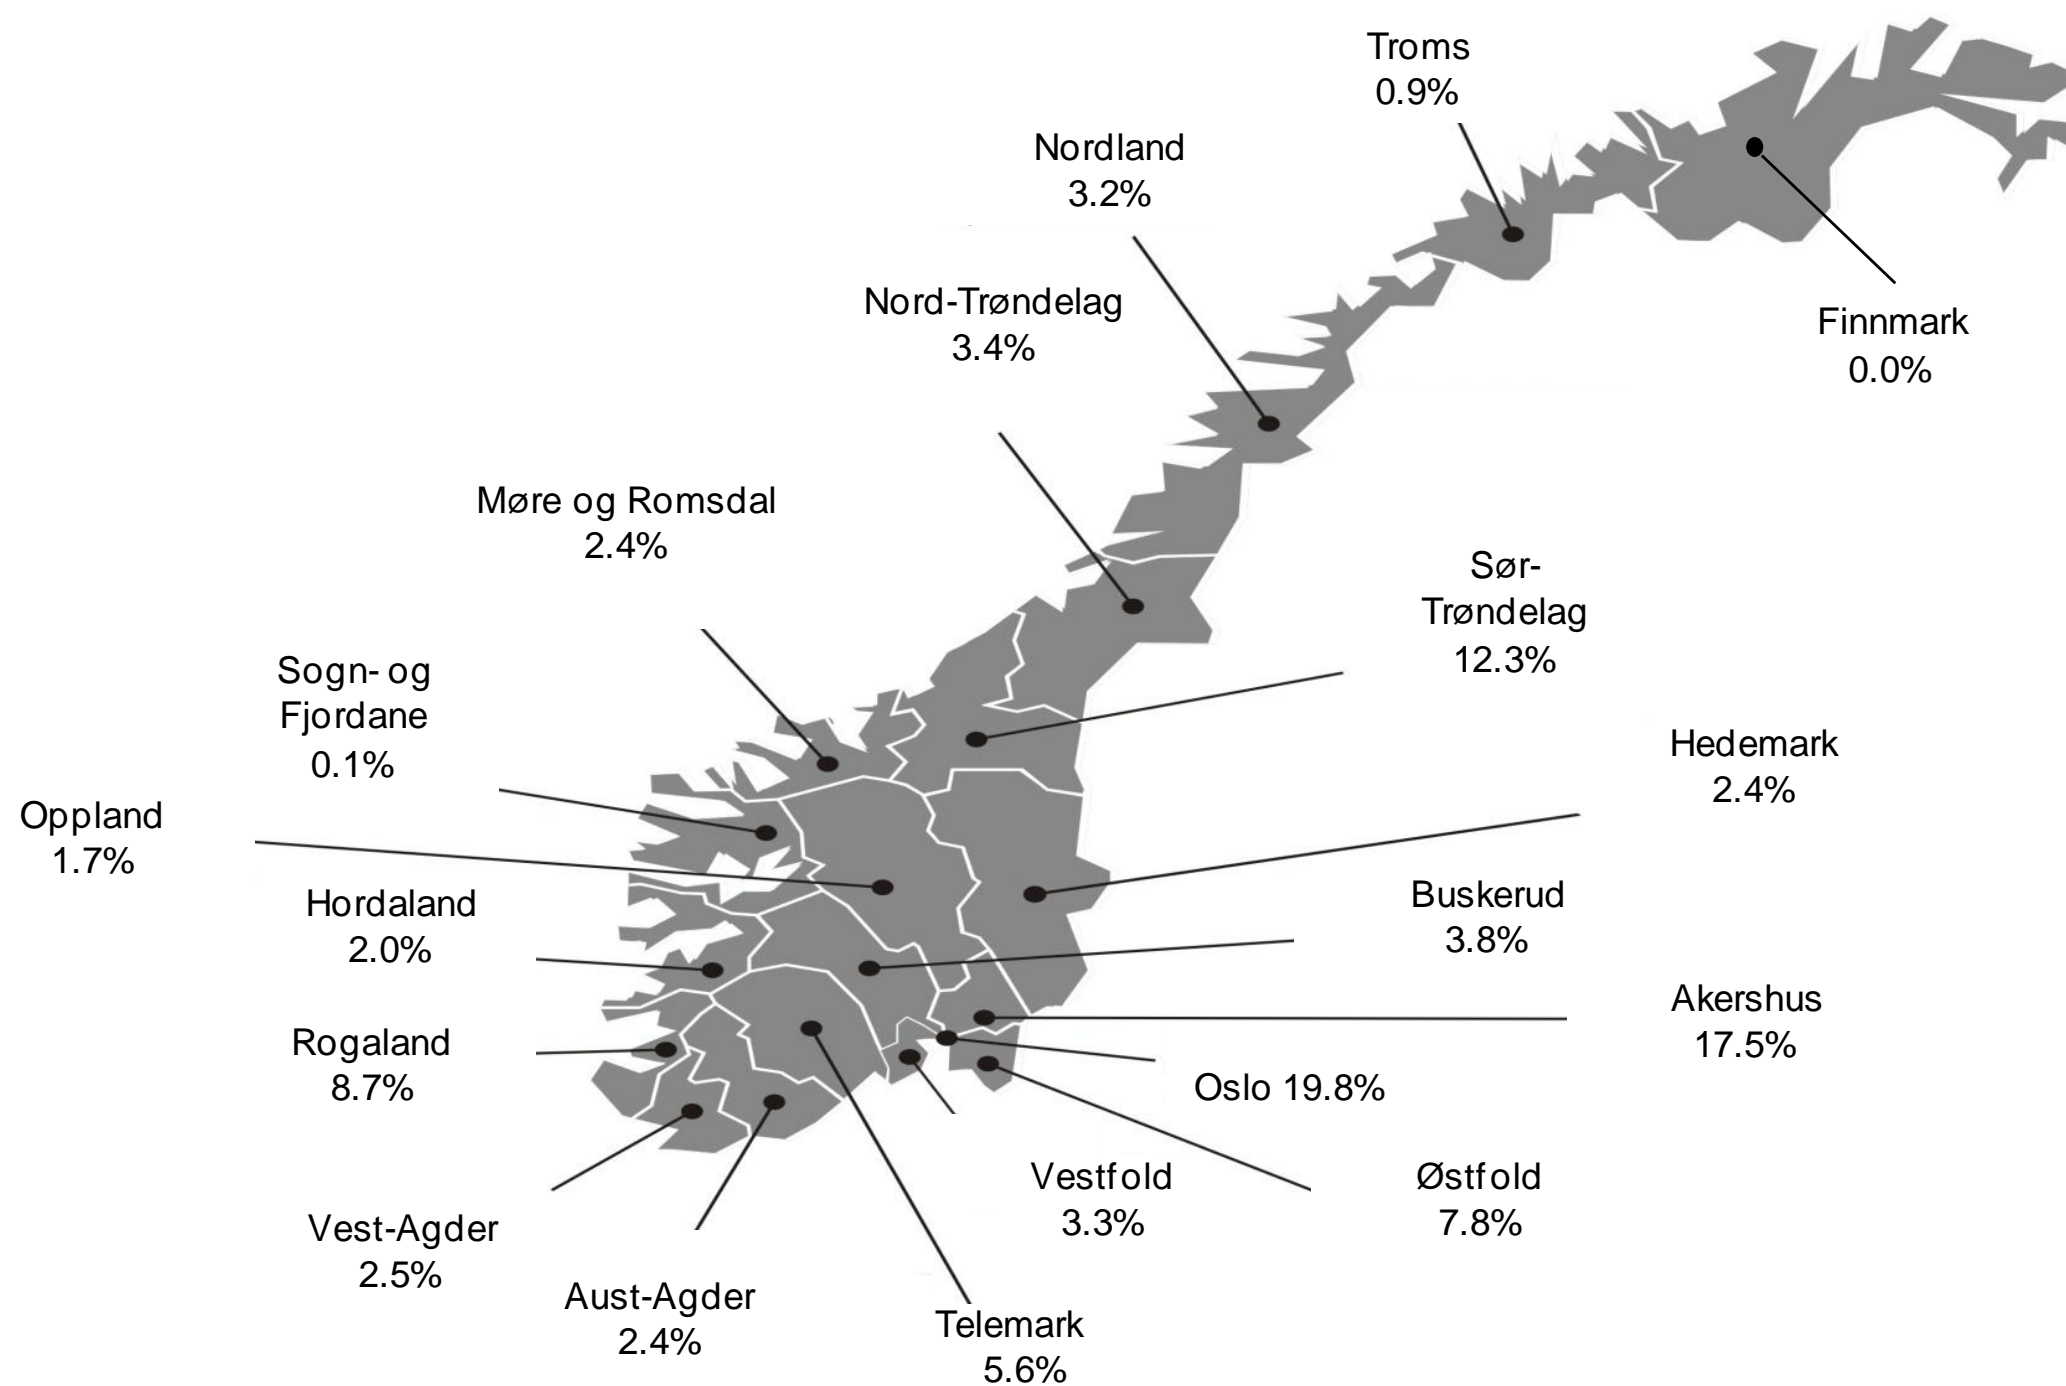 Troms
0.9%
Nordland
3.2%
Nord-Trøndelag
3.4%
Finnmark
0.0%
Møre og Romsdal
2.4%
Sør-
Trøndelag
12.3%
Sogn- og
Fjordane
0.1%
Hedemark
2.4%
Oppland
1.7%
Hordaland
2.0%
Buskerud
3.8%
Akershus
17.5%
Rogaland
8.7%
Oslo 19.8%
Vestfold
3.3%
Østfold
7.8%
Vest-Agder
2.5%
Aust-Agder
2.4%
Telemark
5.6%